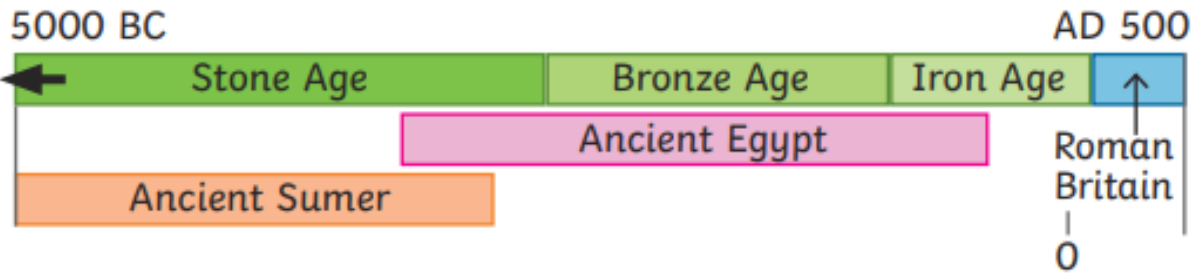 5000 BC
AD 500
Stone Age
Bronze Age
Iron Age
Ancient Egypt
Roman
Britain
Ancient Sumer
0